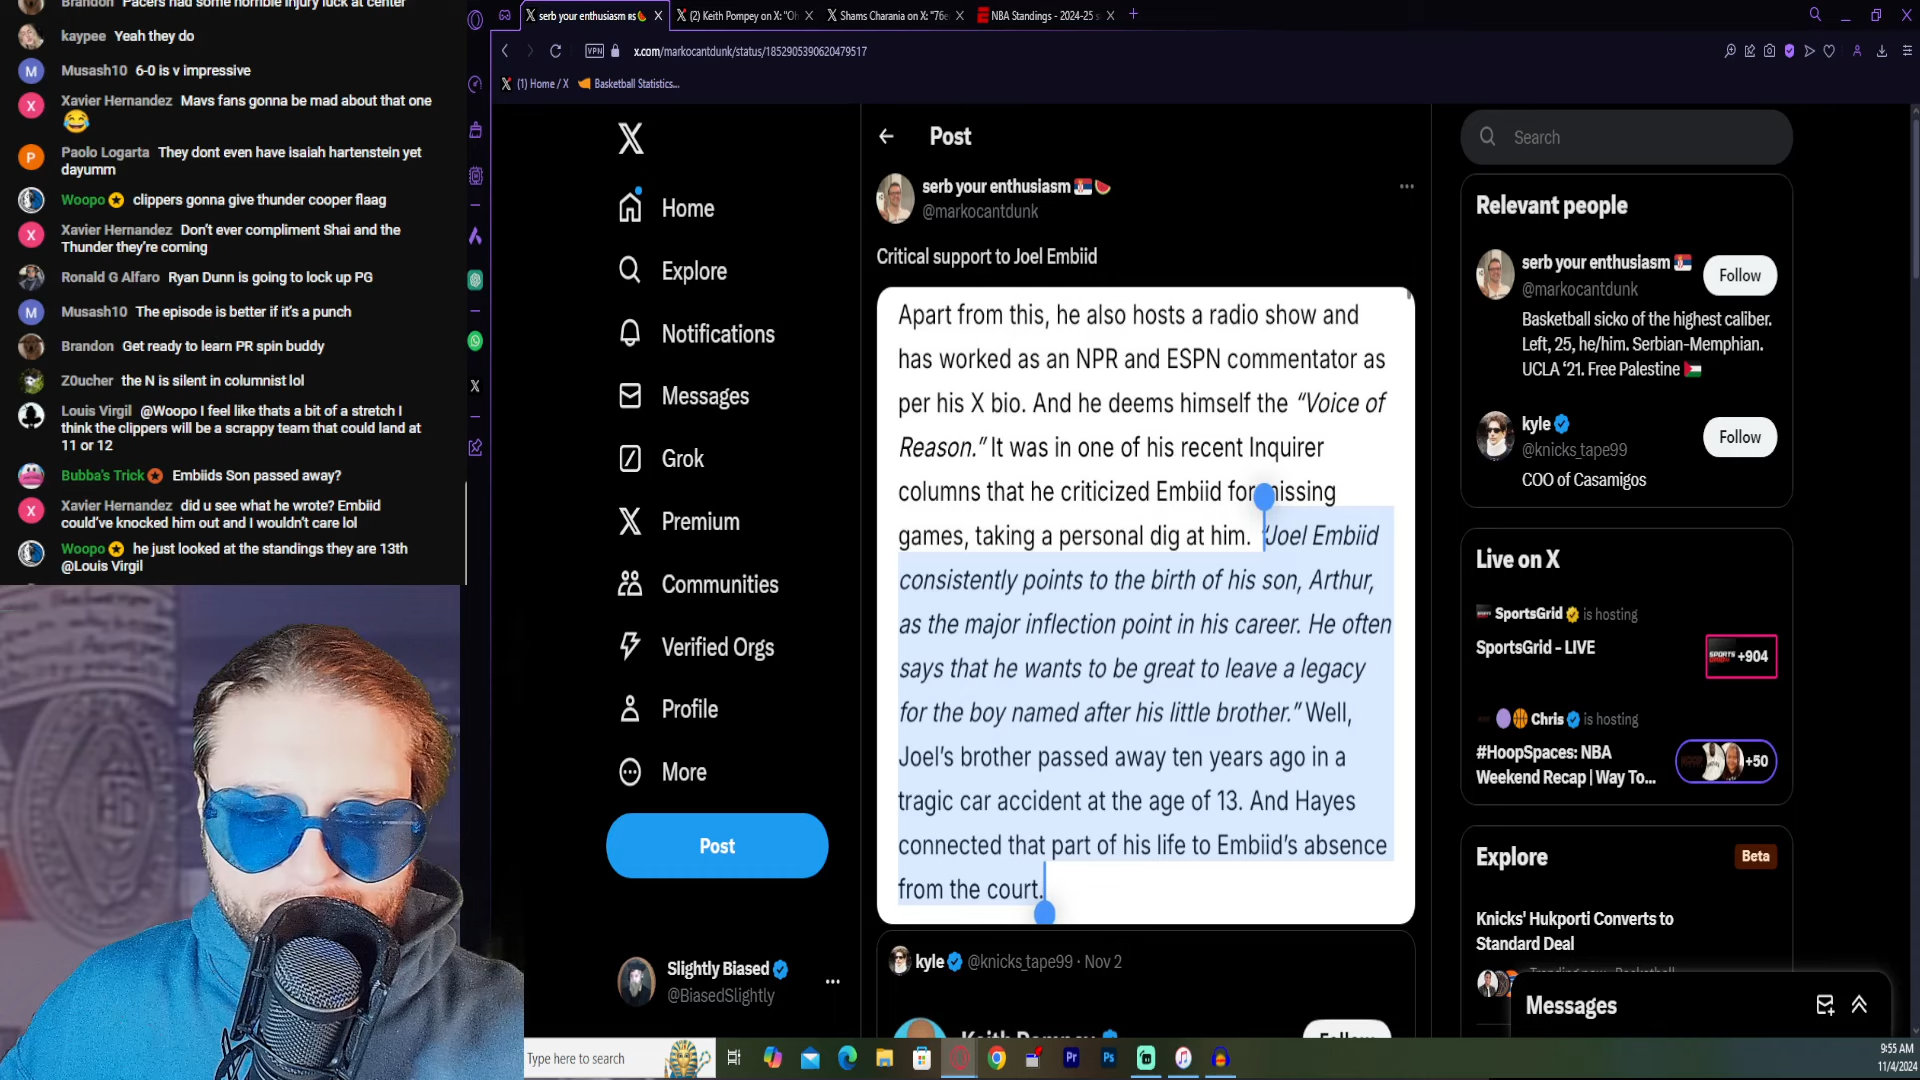 Brandon Pacers had some horrible injury luck at center
kaypee Yeah they do
M
Musash10 6-0 is v impressive
X
Xavier Hernandez Mavs fans gonna be mad about that one
😂
P
Paolo Logarta They dont even have isaiah hartenstein yet
dayumm
Woopo clippers gonna give thunder cooper flaag
X
Xavier Hernandez Don't ever compliment Shai and the
Thunder they're coming
Ronald G Alfaro Ryan Dunn is going to lock up PG
M
Musash10 The episode is better if it's a punch
Brandon Get ready to learn PR spin buddy
Z0ucher the N is silent in columnist lol
Louis Virgil @Woopo I feel like thats a bit of a stretch I
think the clippers will be a scrappy team that could land at
11 or 12
Bubba's Trick Embiids Son passed away?
X
Xavier Hernandez did u see what he wrote? Embiid
could've knocked him out and I wouldn't care lol
Woopo he just looked at the standings they are 13th
@Louis Virgil
serb your enthusiasm
(2) Keith Pompey on X: "Oh
Shams Charania on X: "76e
NBA Standings - 2024-25 s
VPN
x.com/markocantdunk/status/1852905390620479517
(1) Home / X
Basketball Statistics...
Home
Explore
Notifications
Messages
Grok
Communities
Premium
Verified Orgs
Profile
More
Post
Slightly Biased
@BiasedSlightly
Post
serb your enthusiasm 🇷🇸🍉
@markocantdunk
Critical support to Joel Embiid
Apart from this, he also hosts a radio show and
has worked as an NPR and ESPN commentator as
per his X bio. And he deems himself the “Voice of
Reason.” It was in one of his recent Inquirer
columns that he criticized Embiid for missing
games, taking a personal dig at him. “Joel Embiid
consistently points to the birth of his son, Arthur,
as the major inflection point in his career. He often
says that he wants to be great to leave a legacy
for the boy named after his little brother.” Well,
Joel’s brother passed away ten years ago in a
tragic car accident at the age of 13. And Hayes
connected that part of his life to Embiid’s absence
from the court.
kyle @knicks_tape99 · Nov 2
Keith Pompey
Follow
Search
Relevant people
serb your enthusiasm 🇷🇸
@markocantdunk
Follow
Basketball sicko of the highest caliber.
Left, 25, he/him. Serbian-Memphian.
UCLA ‘21. Free Palestine 🇵🇸
kyle
@knicks_tape99
Follow
COO of Casamigos
Live on X
SportsGrid is hosting
SportsGrid - LIVE
SPORTS
+904
Chris is hosting
#HoopSpaces: NBA
Weekend Recap | Way To...
+50
Explore
Beta
Knicks' Hukporti Converts to
Standard Deal
Trending now · Basketball
Messages
Type here to search
Pr
Ps
9:55 AM
11/4/2024